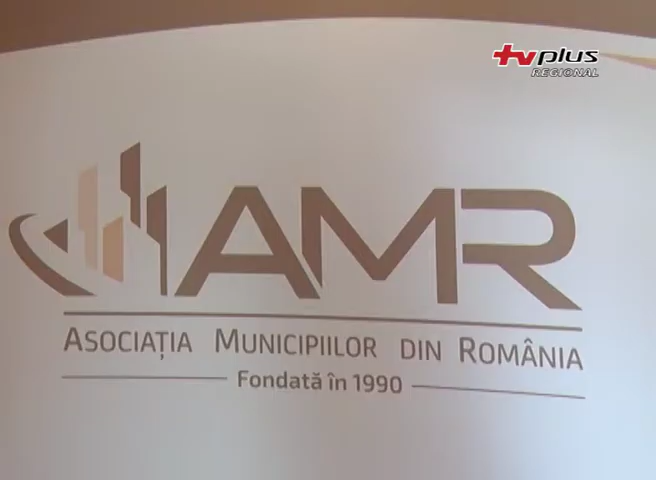 tvplus
REGIONAL
AMR
ASOCIAȚIA MUNICIPIILOR DIN ROMÂNIA
Fondată în 1990